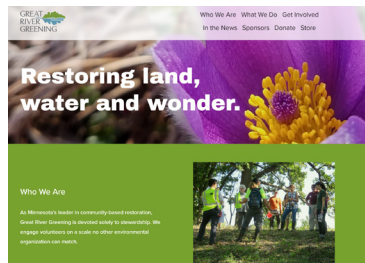 GREAT
RIVER
GREENING
Who We Are What We Do Get Involved
In the News Sponsors Donate Store
Restoring land,
water and wonder.
Who We Are
As Minnesota's leader in community-based restoration,
Great River Greening is devoted solely to stewardship. We
engage volunteers on a scale no other environmental
organization can match.